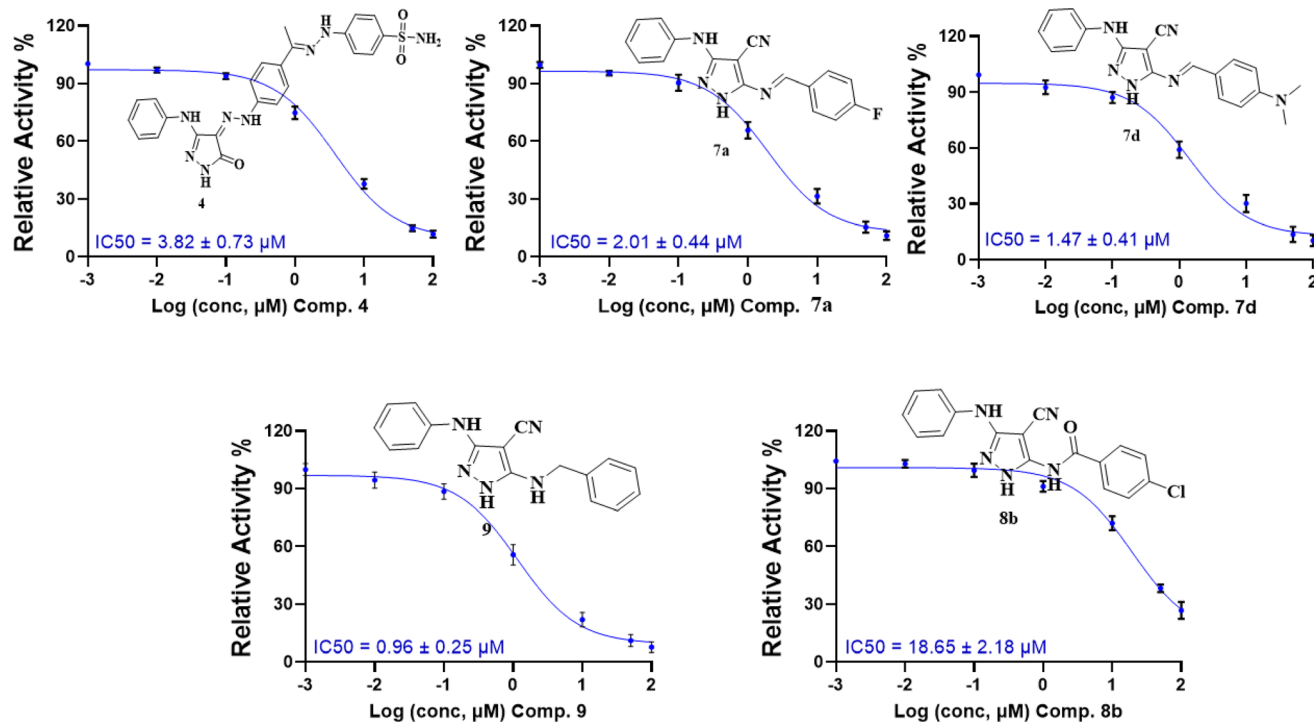 4
H
N
N
O
S
NH2
O
NH
N
NH
N
O
N
H
4
120
90
60
30
0
Relative Activity %
IC50 = 3.82 ± 0.73 µM
-3 -2 -1 0 1 2
Log (conc, µM) Comp. 4
7a
NH
CN
N
N
H
N
F
7a
120
90
60
30
0
Relative Activity %
IC50 = 2.01 ± 0.44 µM
-3 -2 -1 0 1 2
Log (conc, µM) Comp. 7a
7d
NH
CN
N
N
H
N
N
7d
120
90
60
30
0
Relative Activity %
IC50 = 1.47 ± 0.41 µM
-3 -2 -1 0 1 2
Log (conc, µM) Comp. 7d
NH
CN
N
N
H
N
H
9
120
90
60
30
0
Relative Activity %
IC50 = 0.96 ± 0.25 µM
-3 -2 -1 0 1 2
Log (conc, µM) Comp. 9
8b
NH
CN
O
N
N
H
N
H
Cl
8b
120
90
60
30
0
Relative Activity %
IC50 = 18.65 ± 2.18 µM
-3 -2 -1 0 1 2
Log (conc, µM) Comp. 8b